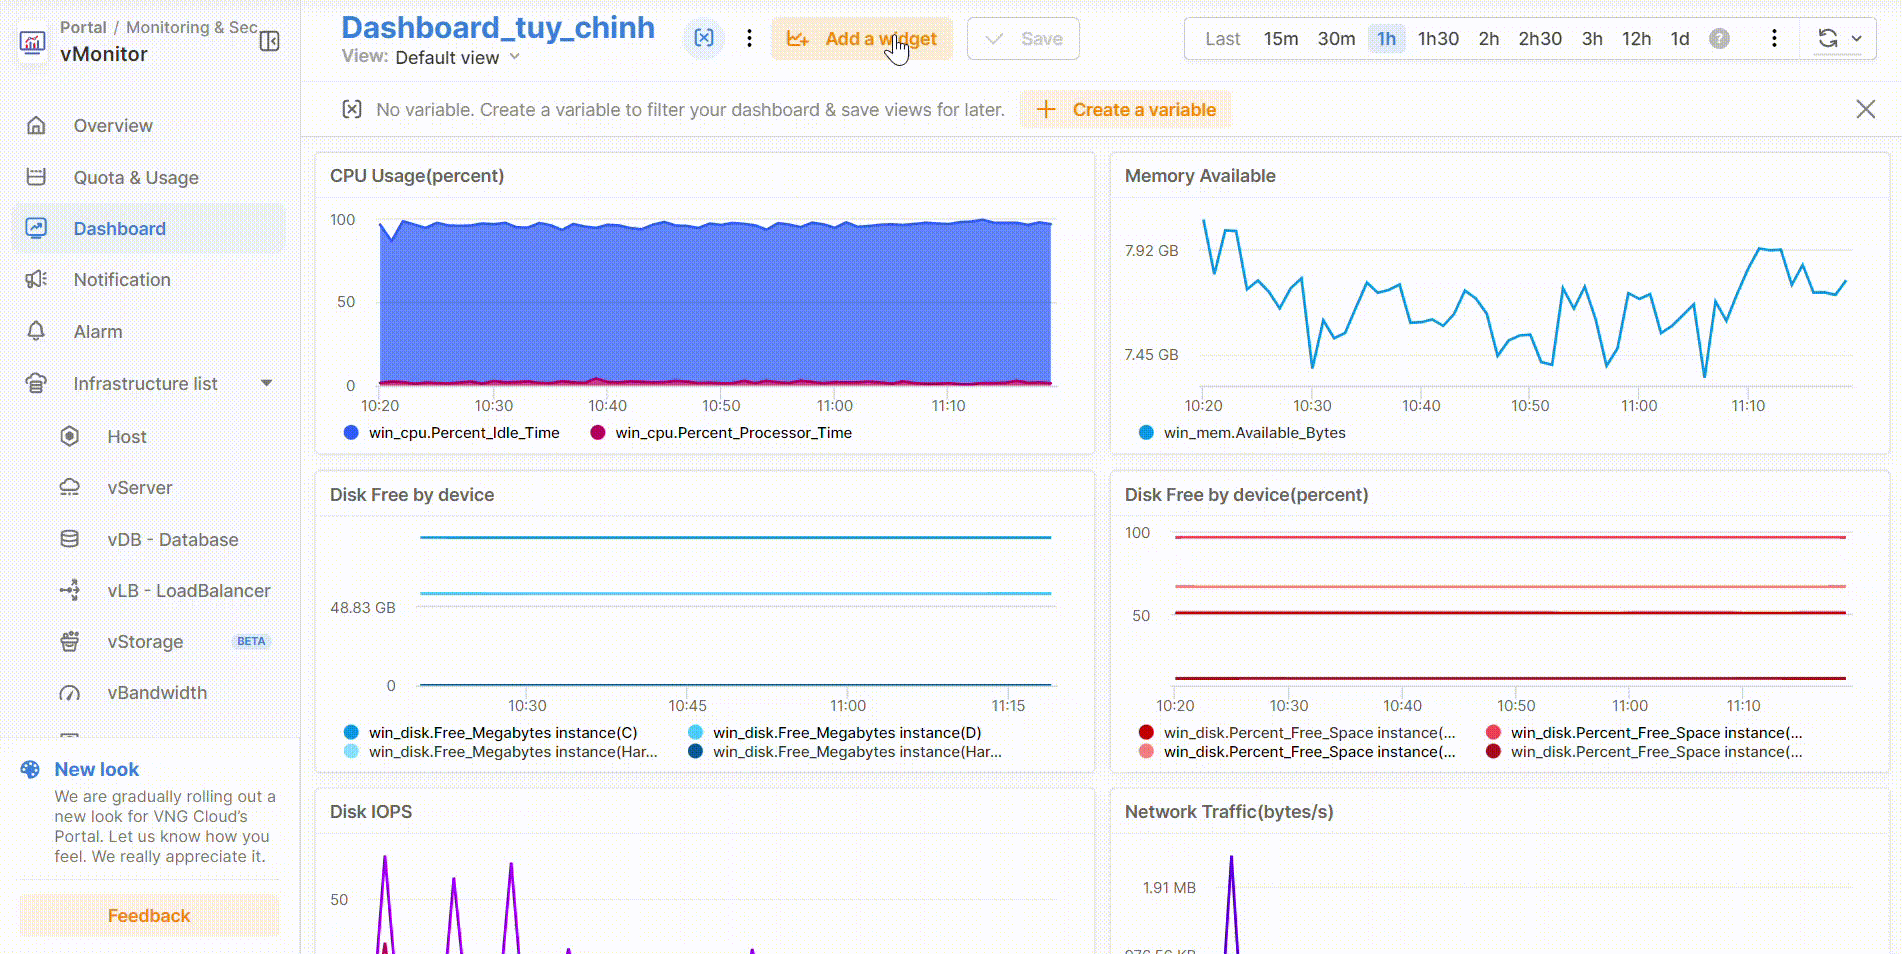 Portal / Monitoring & Sec
vMonitor
Overview
Quota & Usage
Dashboard
Notification
Alarm
Infrastructure list
Host
vServer
vDB - Database
vLB - LoadBalancer
vStorage BETA
vBandwidth
New look
We are gradually rolling out a
new look for VNG Cloud's
Portal. Let us know how you
feel. We really appreciate it.
Feedback
Dashboard_tuy_chinh
View: Default view
Add a widget
Save
Last 15m 30m 1h 1h30 2h 2h30 3h 12h 1d ?
No variable. Create a variable to filter your dashboard & save views for later.
+ Create a variable
CPU Usage(percent)
100
50
0
10:20 10:30 10:40 10:50 11:00 11:10
win_cpu.Percent_Idle_Time win_cpu.Percent_Processor_Time
Memory Available
7.92 GB
7.45 GB
10:20 10:30 10:40 10:50 11:00 11:10
win_mem.Available_Bytes
Disk Free by device
48.83 GB
0
10:30 10:45 11:00 11:15
win_disk.Free_Megabytes instance(C) win_disk.Free_Megabytes instance(D)
win_disk.Free_Megabytes instance(Har... win_disk.Free_Megabytes instance(Har...
Disk Free by device(percent)
100
50
10:20 10:30 10:40 10:50 11:00 11:10
win_disk.Percent_Free_Space instance(... win_disk.Percent_Free_Space instance(...
win_disk.Percent_Free_Space instance(... win_disk.Percent_Free_Space instance(...
Disk IOPS
50
Network Traffic(bytes/s)
1.91 MB